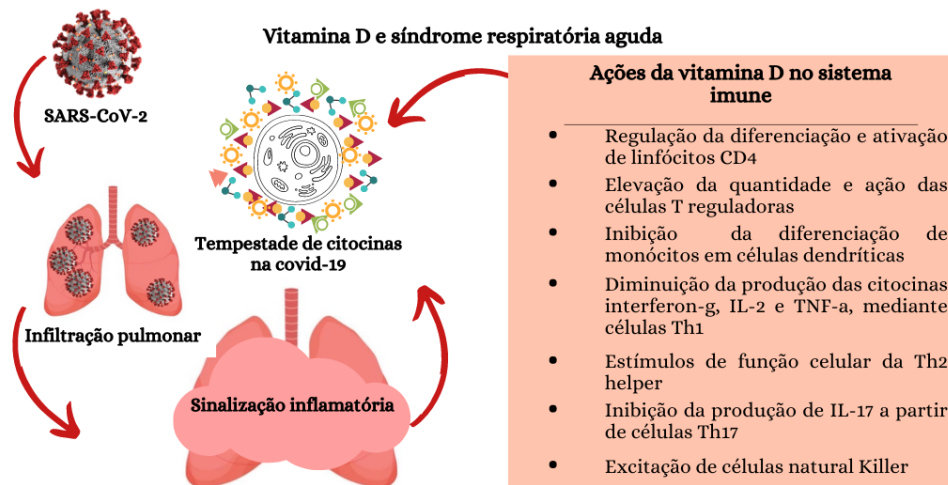 Vitamina D e síndrome respiratória aguda
SARS-CoV-2
Infiltração pulmonar
Sinalização inflamatória
Tempestade de citocinas
na covid-19
Ações da vitamina D no sistema
imune
• Regulação da diferenciação e ativação
de linfócitos CD4
• Elevação da quantidade e ação das
células T reguladoras
• Inibição da diferenciação de
monócitos em células dendríticas
• Diminuição da produção das citocinas
interferon-g, IL-2 e TNF-a, mediante
células Th1
• Estímulos de função celular da Th2
helper
• Inibição da produção de IL-17 a partir
de células Th17
• Excitação de células natural Killer